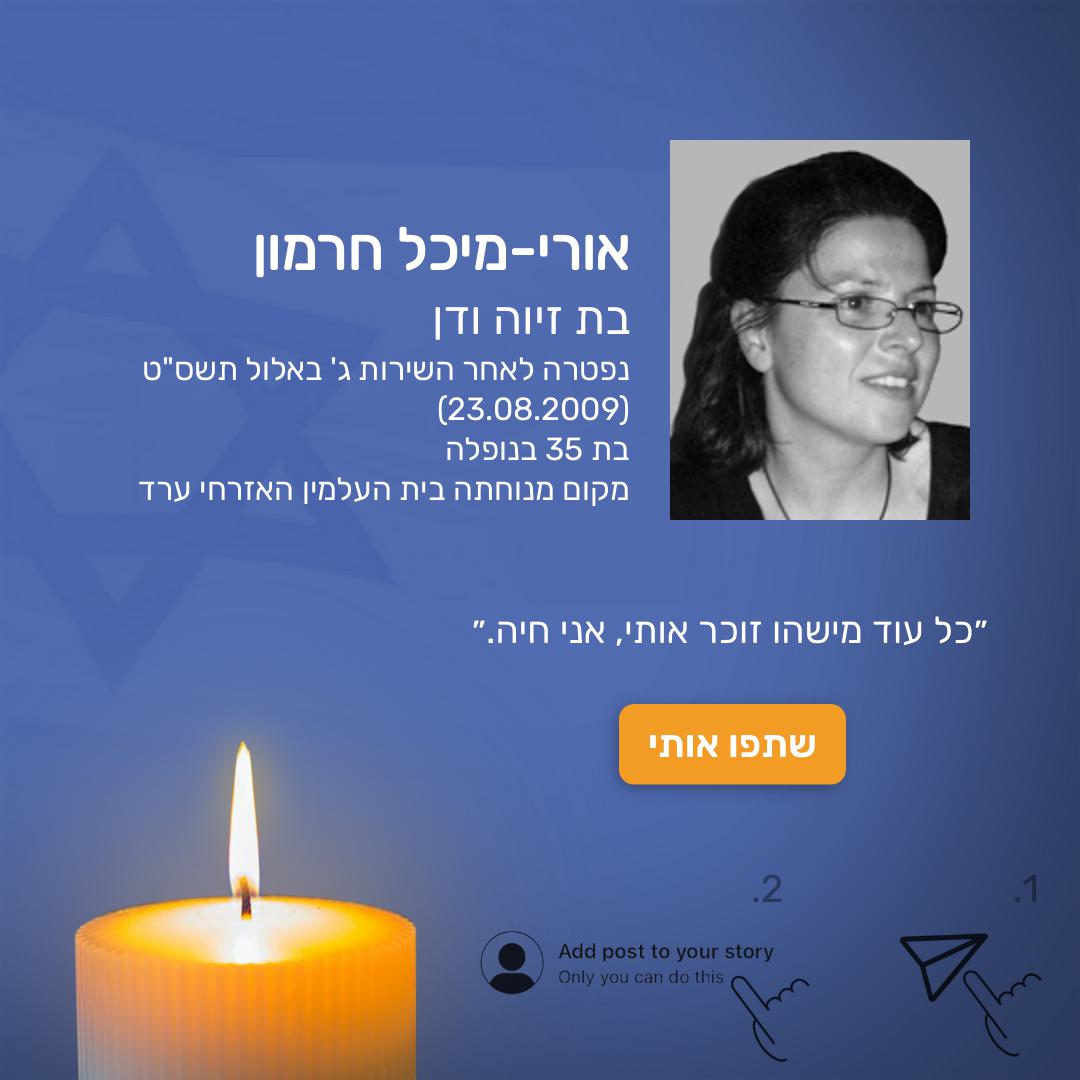 אורי-מיכל חרמון
בת זיוה ודן
נפטרה לאחר השירות ג' באלול תשס"ט
(23.08.2009)
בת 35 בנופלה
מקום מנוחתה בית העלמין האזרחי ערד
״כל עוד מישהו זוכר אותי, אני חיה.״
שתפו אותי
1.
2.
Add post to your story
Only you can do this